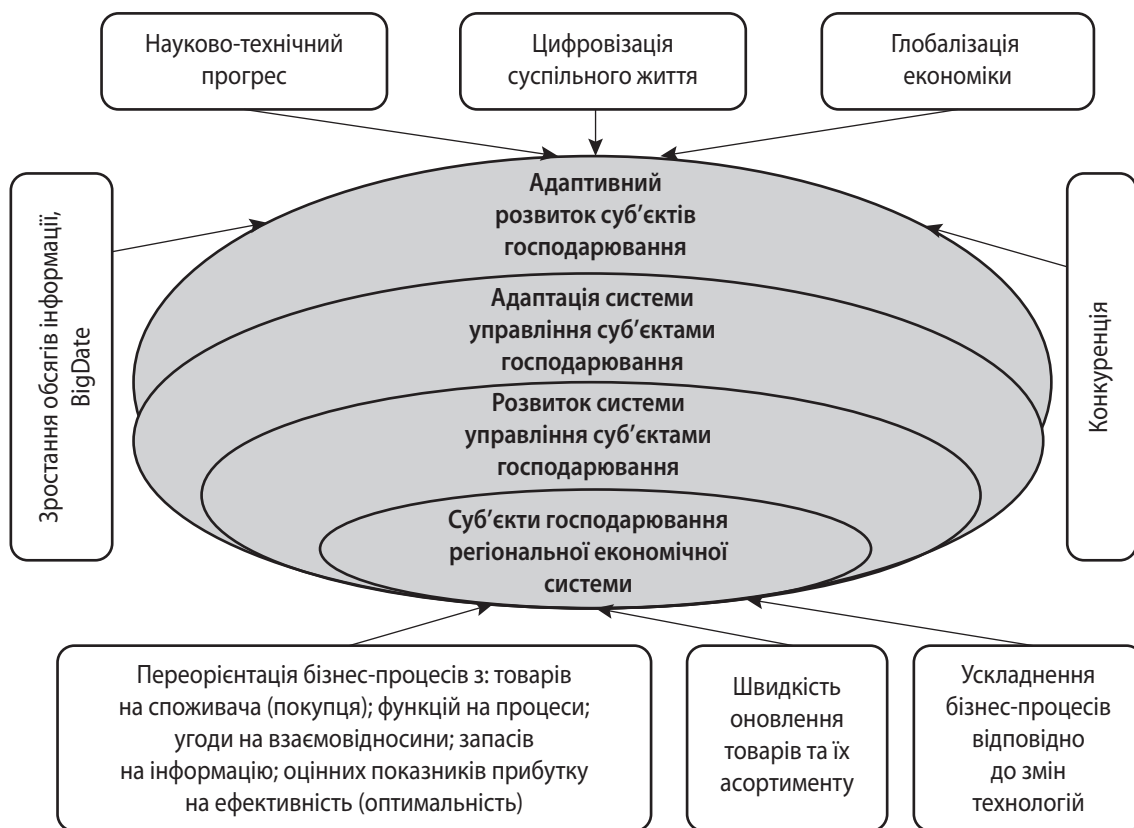 Науково-технічний
прогрес
Цифровізація
суспільного життя
Глобалізація
економіки
Зростання обсягів інформації,
BigDate
Адаптивний
розвиток суб’єктів
господарювання
Адаптація системи
управління суб’єктами
господарювання
Розвиток системи
управління суб’єктами
господарювання
Суб’єкти господарювання
регіональної економічної
системи
Конкуренція
Переорієнтація бізнес-процесів з: товарів
на споживача (покупця); функцій на процеси;
угоди на взаємовідносини; запасів
на інформацію; оцінних показників прибутку
на ефективність (оптимальність)
Швидкість
оновлення
товарів та їх
асортименту
Ускладнення
бізнес-процесів
відповідно
до змін
технологій